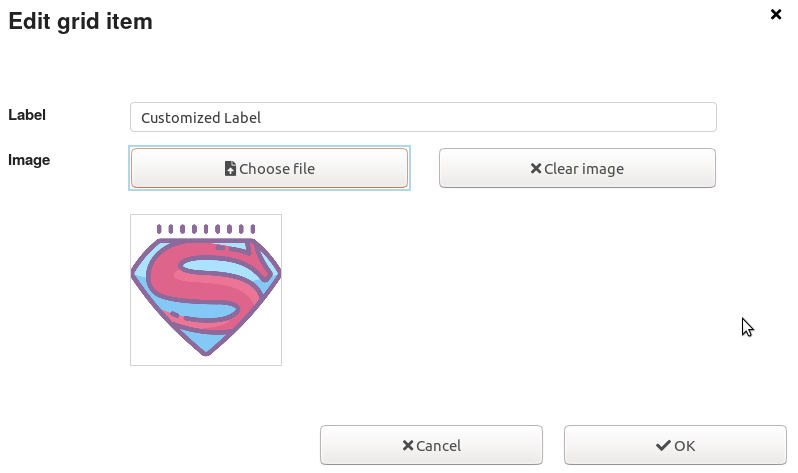 Edit grid item
Label
Customized Label
Image
Choose file
Clear image
S
Cancel
OK